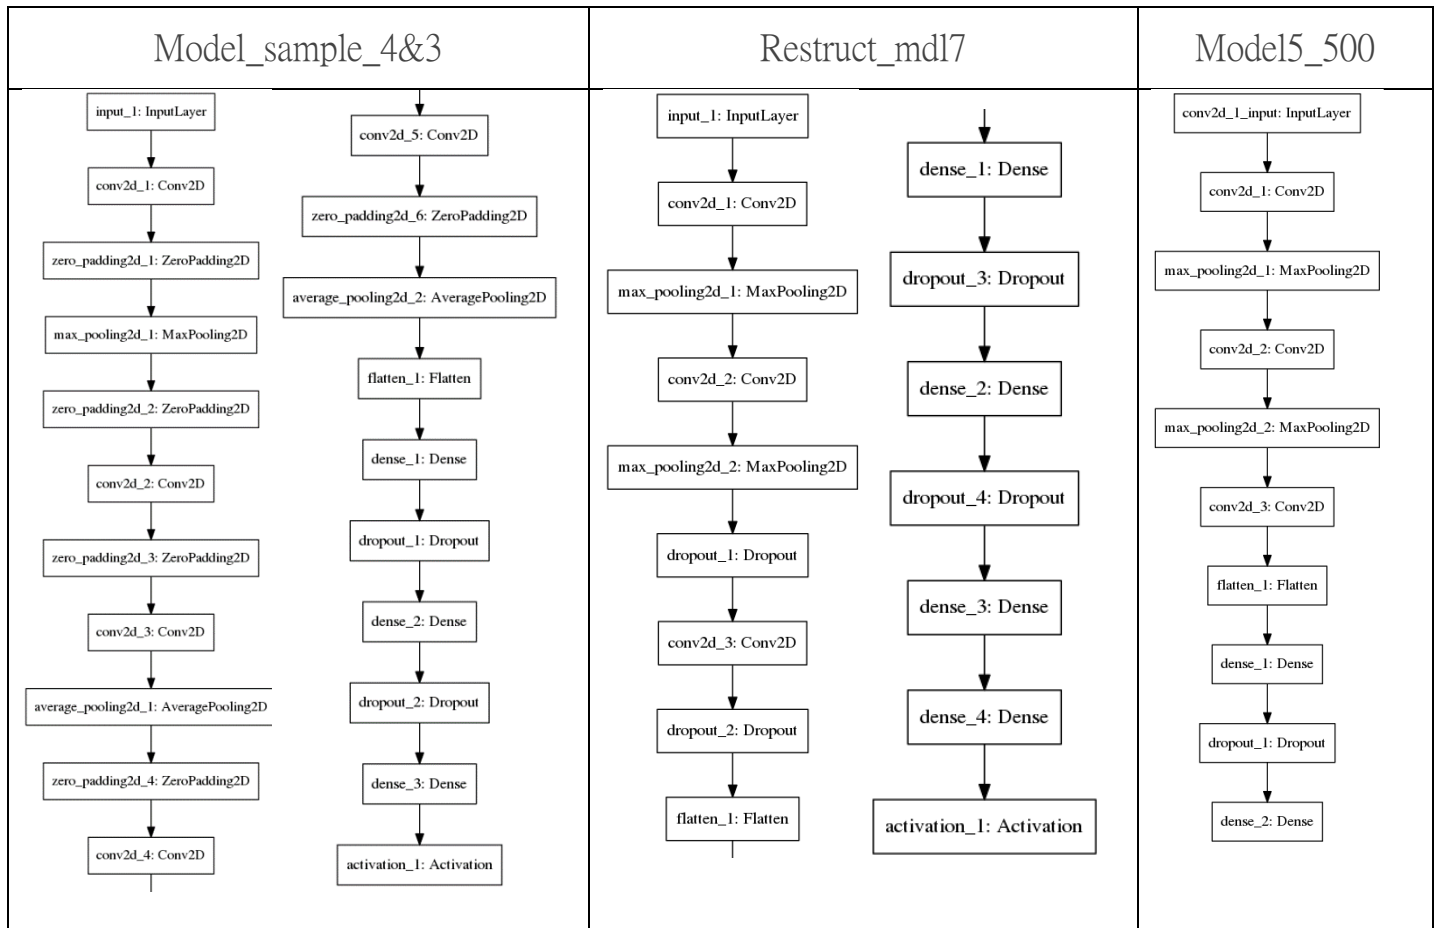 Model_sample_4&3
Restruct_mdl7
Model5_500
input_1: InputLayer
conv2d_1: Conv2D
zero_padding2d_1: ZeroPadding2D
max_pooling2d_1: MaxPooling2D
zero_padding2d_2: ZeroPadding2D
conv2d_2: Conv2D
zero_padding2d_3: ZeroPadding2D
conv2d_3: Conv2D
average_pooling2d_1: AveragePooling2D
zero_padding2d_4: ZeroPadding2D
conv2d_4: Conv2D
conv2d_5: Conv2D
zero_padding2d_6: ZeroPadding2D
average_pooling2d_2: AveragePooling2D
flatten_1: Flatten
dense_1: Dense
dropout_1: Dropout
dense_2: Dense
dropout_2: Dropout
dense_3: Dense
activation_1: Activation
input_1: InputLayer
conv2d_1: Conv2D
max_pooling2d_1: MaxPooling2D
conv2d_2: Conv2D
max_pooling2d_2: MaxPooling2D
dropout_1: Dropout
conv2d_3: Conv2D
dropout_2: Dropout
flatten_1: Flatten
dense_1: Dense
dropout_3: Dropout
dense_2: Dense
dropout_4: Dropout
dense_3: Dense
dense_4: Dense
activation_1: Activation
conv2d_1_input: InputLayer
conv2d_1: Conv2D
max_pooling2d_1: MaxPooling2D
conv2d_2: Conv2D
max_pooling2d_2: MaxPooling2D
conv2d_3: Conv2D
flatten_1: Flatten
dense_1: Dense
dropout_1: Dropout
dense_2: Dense